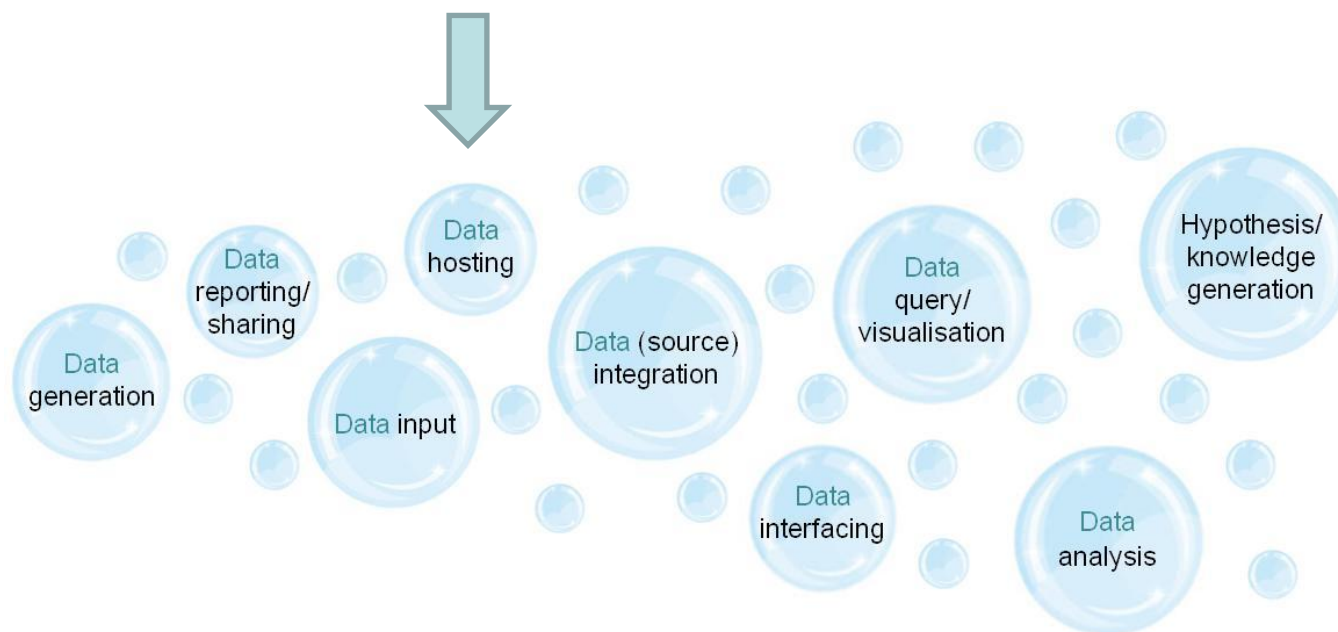 Data
generation
Data
reporting/
sharing
Data input
Data
hosting
Data (source)
integration
Data
interfacing
Data
query/
visualisation
Data
analysis
Hypothesis/
knowledge
generation